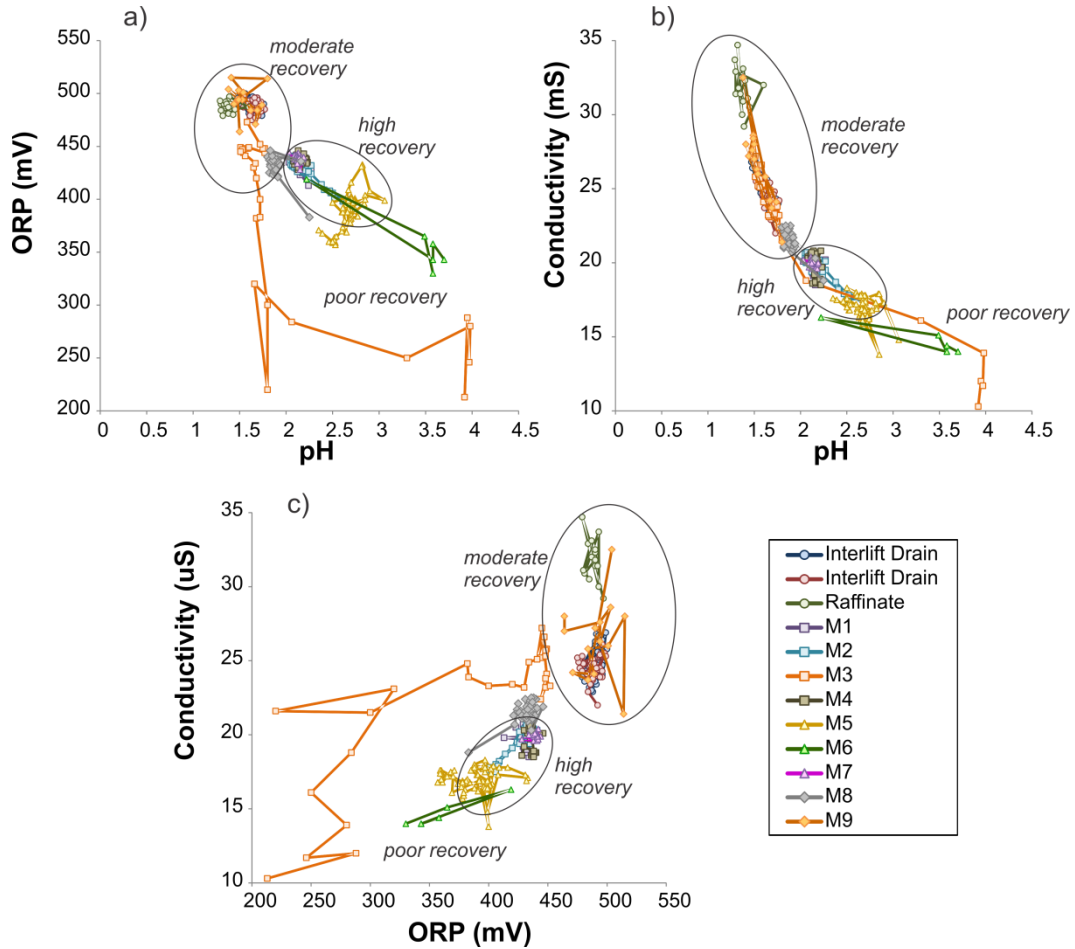 a)
550
500
450
400
350
300
250
200
ORP (mV)
moderate
recovery
high
recovery
poor recovery
0 0.5 1 1.5 2 2.5 3 3.5 4 4.5
pH
b)
35
30
25
20
15
10
Conductivity (mS)
moderate
recovery
high
recovery
poor recovery
0 0.5 1 1.5 2 2.5 3 3.5 4 4.5
pH
c)
35
30
25
20
15
10
Conductivity (uS)
moderate
recovery
high
recovery
poor recovery
200 250 300 350 400 450 500 550
ORP (mV)
Interlift Drain
Interlift Drain
Raffinate
M1
M2
M3
M4
M5
M6
M7
M8
M9